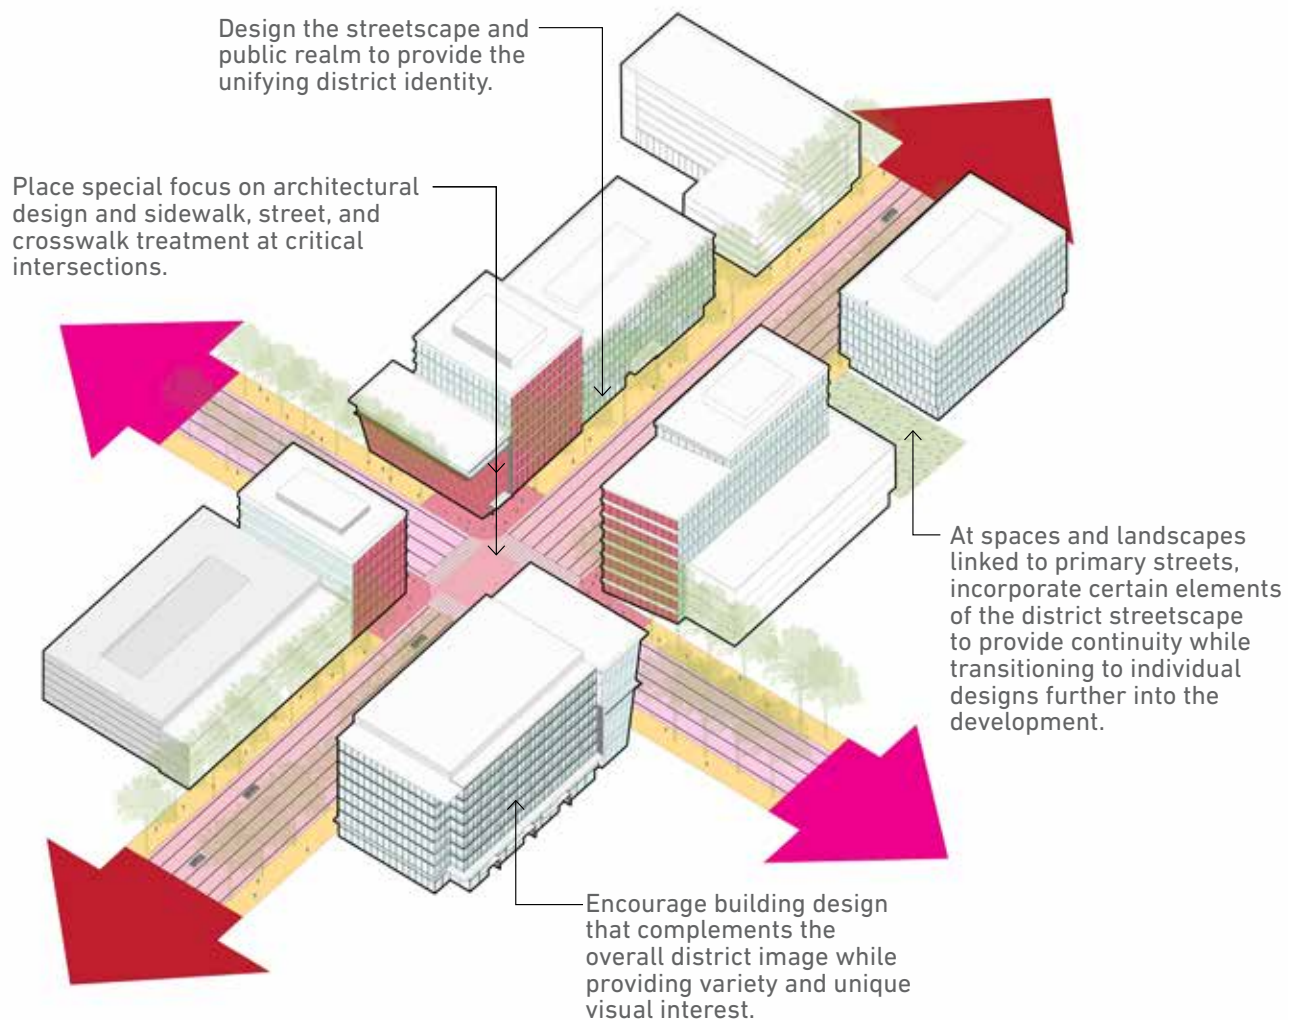 Design the streetscape and
public realm to provide the
unifying district identity.
Place special focus on architectural
design and sidewalk, street, and
crosswalk treatment at critical
intersections.
At spaces and landscapes
linked to primary streets,
incorporate certain elements
of the district streetscape
to provide continuity while
transitioning to individual
designs further into the
development.
Encourage building design
that complements the
overall district image while
providing variety and unique
visual interest.